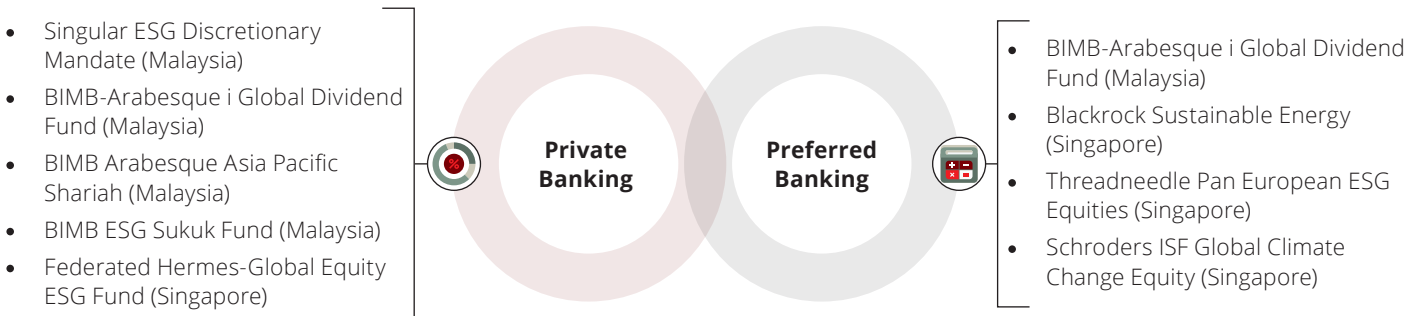 • Singular ESG Discretionary
Mandate (Malaysia)
• BIMB-Arabesque i Global Dividend
Fund (Malaysia)
• BIMB Arabesque Asia Pacific
Shariah (Malaysia)
• BIMB ESG Sukuk Fund (Malaysia)
• Federated Hermes-Global Equity
ESG Fund (Singapore)
%
Private
Banking
Preferred
Banking
• BIMB-Arabesque i Global Dividend
Fund (Malaysia)
• Blackrock Sustainable Energy
(Singapore)
• Threadneedle Pan European ESG
Equities (Singapore)
• Schroders ISF Global Climate
Change Equity (Singapore)